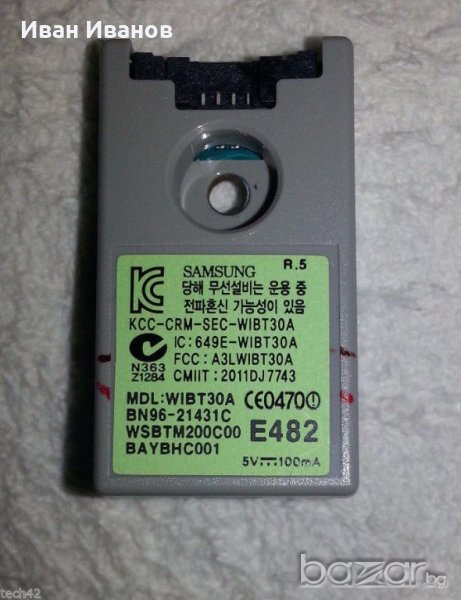 Иван Иванов
SAMSUNG R.5
당해 무선설비는 운용 중
전파혼신 가능성이 있음
KCC-CRM-SEC-WIBT30A
IC: 649E-WIBT30A
FCC: A3LWIBT30A
N363
Z1284
CMIIT: 2011DJ7743
MDL: WIBT30A CE0470
BN96-21431C
WSBTM200C00 E482
BAYBHC001
5V⎓100mA
tech42
bazar.bg